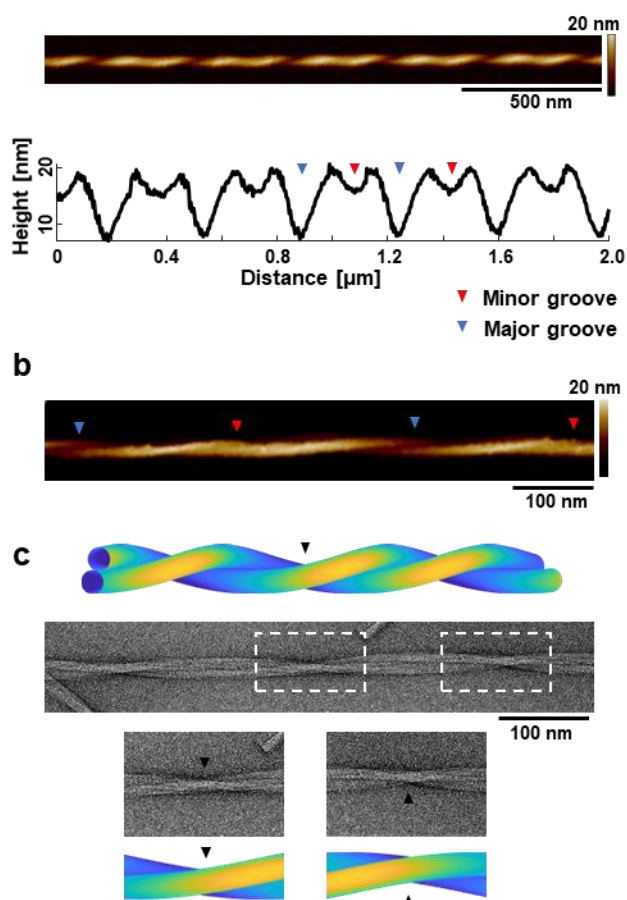 20 nm
500 nm
Height [nm]
20
10
0 0.4 0.8 1.2 1.6 2.0
Distance [µm]
Minor groove
Major groove
b
20 nm
100 nm
c
100 nm